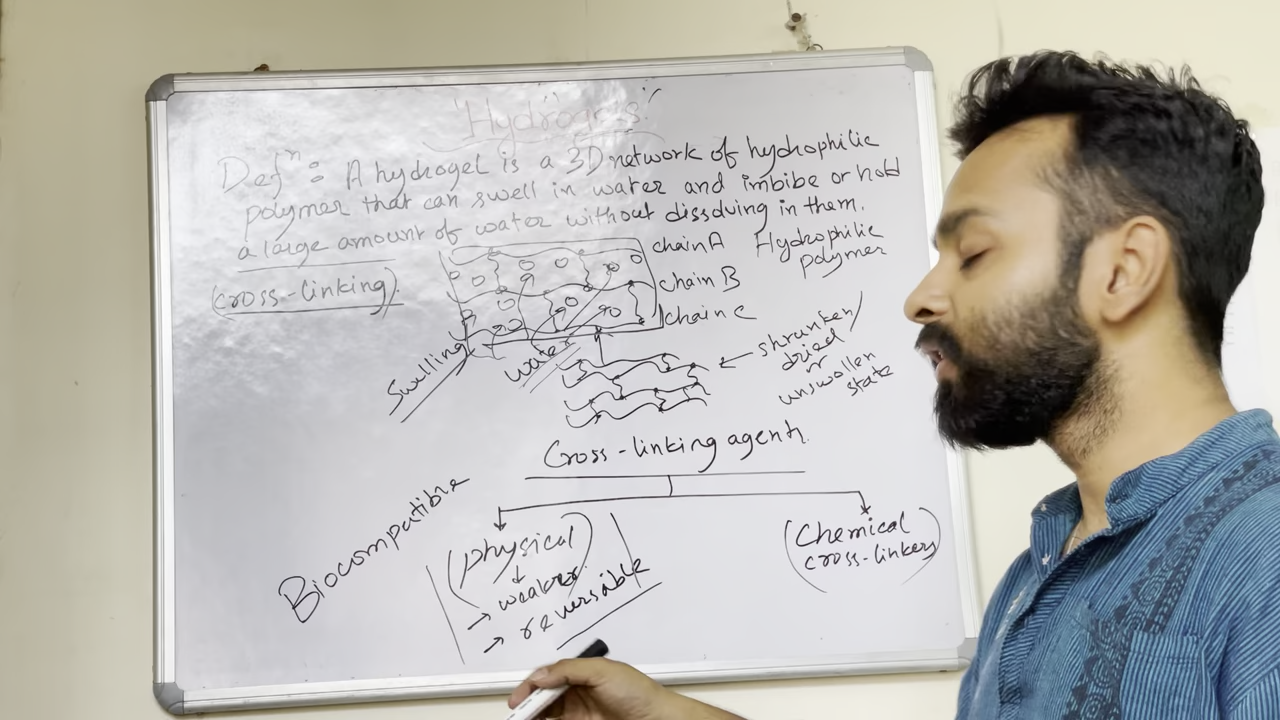 "Hydrogels"
Defⁿ : A hydrogel is a 3D network of hydrophilic
polymer that can swell in water and imbibe or hold
a large amount of water without dissolving in them.
(cross-linking)
chain A
Hydrophilic
polymer
chain B
chain c
Swelling
water
shrunken/
dried
or
unswollen
state
Cross-linking agents
Biocompatible
(physical)
→ weaker
→ reversable
(Chemical
cross-linkers)